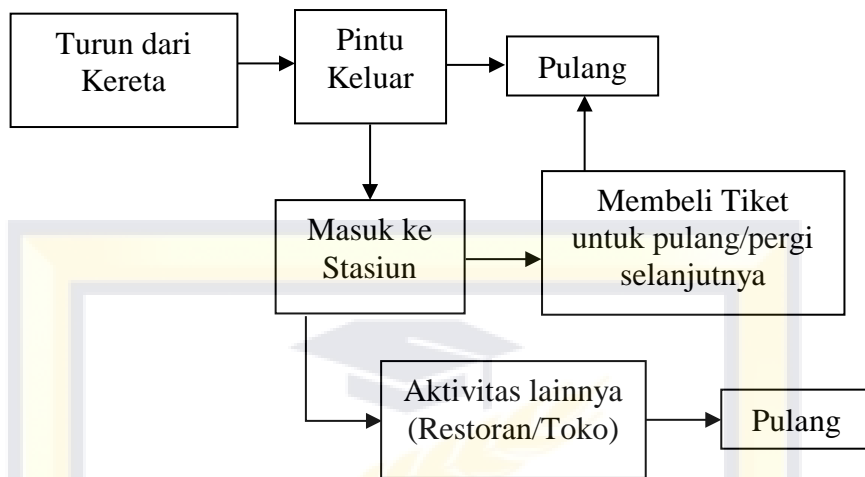 Turun dari
Kereta
Pintu
Keluar
Pulang
Masuk ke
Stasiun
Membeli Tiket
untuk pulang/pergi
selanjutnya
Aktivitas lainnya
(Restoran/Toko)
Pulang